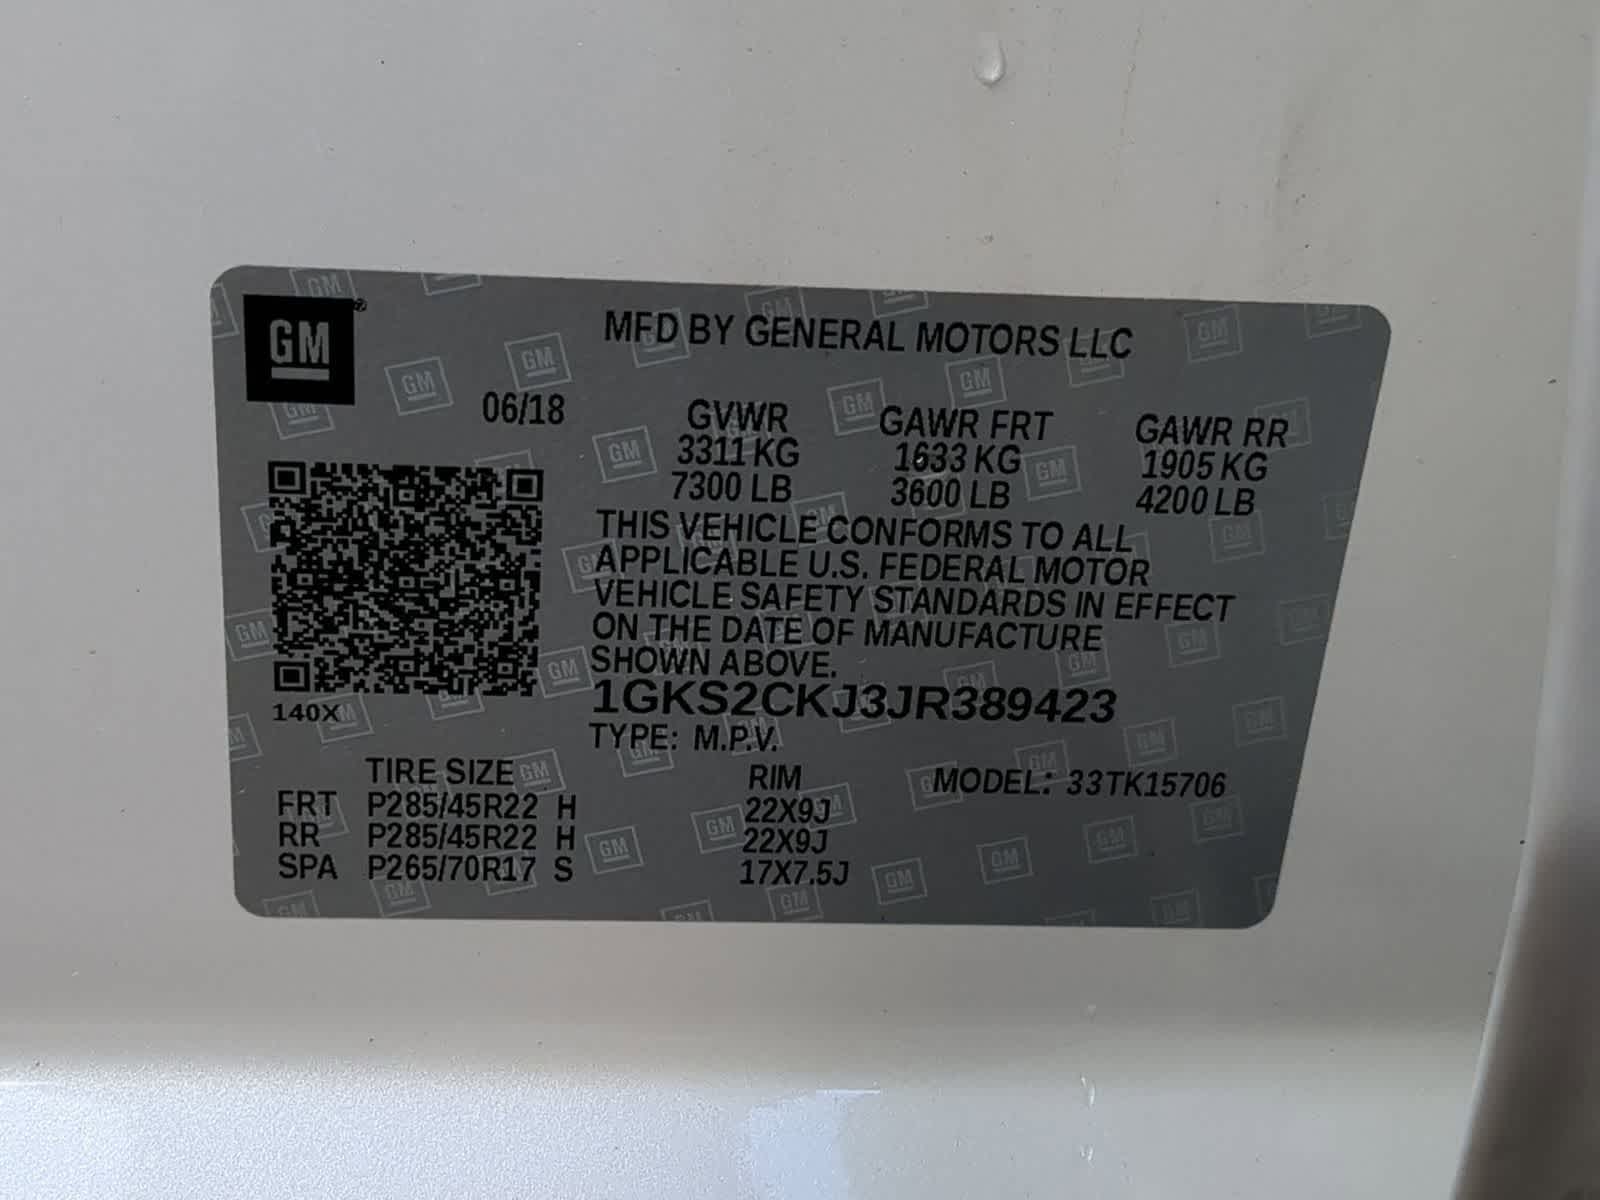 GM®
MFD BY GENERAL MOTORS LLC
06/18 GVWR GAWR FRT GAWR RR
3311 KG 1633 KG 1905 KG
7300 LB 3600 LB 4200 LB
THIS VEHICLE CONFORMS TO ALL
APPLICABLE U.S. FEDERAL MOTOR
VEHICLE SAFETY STANDARDS IN EFFECT
ON THE DATE OF MANUFACTURE
SHOWN ABOVE.
1GKS2CKJ3JR389423
140X
TYPE: M.P.V.
TIRE SIZE RIM MODEL: 33TK15706
FRT P285/45R22 H 22X9J
RR P285/45R22 H 22X9J
SPA P265/70R17 S 17X7.5J